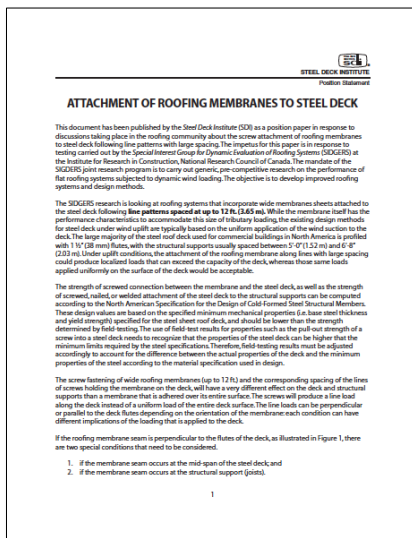 SDI®
STEEL DECK INSTITUTE
Position Statement
ATTACHMENT OF ROOFING MEMBRANES TO STEEL DECK
This document has been published by the Steel Deck Institute (SDI) as a position paper in response to
discussions taking place in the roofing community about the screw attachment of roofing membranes
to steel deck following line patterns with large spacing. The impetus for this paper is in response to
testing carried out by the Special Interest Group for Dynamic Evaluation of Roofing Systems (SIDGERS) at
the Institute for Research in Construction, National Research Council of Canada. The mandate of the
SIGDERS joint research program is to carry out generic, pre-competitive research on the performance of
flat roofing systems subjected to dynamic wind loading. The objective is to develop improved roofing
systems and design methods.
The SIDGERS research is looking at roofing systems that incorporate wide membranes sheets attached to
the steel deck following line patterns spaced at up to 12 ft. (3.65 m). While the membrane itself has the
performance characteristics to accommodate this size of tributary loading, the existing design methods
for steel deck under wind uplift are typically based on the uniform application of the wind suction to the
deck. The large majority of the steel roof deck used for commercial buildings in North America is profiled
with 1 ½" (38 mm) flutes, with the structural supports usually spaced between 5'-0" (1.52 m) and 6'-8"
(2.03 m). Under uplift conditions, the attachment of the roofing membrane along lines with large spacing
could produce localized loads that can exceed the capacity of the deck, whereas those same loads
applied uniformly on the surface of the deck would be acceptable.
The strength of screwed connection between the membrane and the steel deck, as well as the strength
of screwed, nailed, or welded attachment of the steel deck to the structural supports can be computed
according to the North American Specification for the Design of Cold-Formed Steel Structural Members.
These design values are based on the specified minimum mechanical properties (i.e. base steel thickness
and yield strength) specified for the steel sheet roof deck, and should be lower than the strength
determined by field-testing. The use of field-test results for properties such as the pull-out strength of a
screw into a steel deck needs to recognize that the properties of the steel deck can be higher that the
minimum limits required by the steel specifications. Therefore, field-testing results must be adjusted
accordingly to account for the difference between the actual properties of the deck and the minimum
properties of the steel according to the material specification used in design.
The screw fastening of wide roofing membranes (up to 12 ft.) and the corresponding spacing of the lines
of screws holding the membrane on the deck, will have a very different effect on the deck and structural
supports than a membrane that is adhered over its entire surface. The screws will produce a line load
along the deck instead of a uniform load of the entire deck surface. The line loads can be perpendicular
or parallel to the deck flutes depending on the orientation of the membrane: each condition can have
different implications of the loading that is applied to the deck.
If the roofing membrane seam is perpendicular to the flutes of the deck, as illustrated in Figure 1, there
are two special conditions that need to be considered.
1. if the membrane seam occurs at the mid-span of the steel deck; and
2. if the membrane seam occurs at the structural support (joists).
1